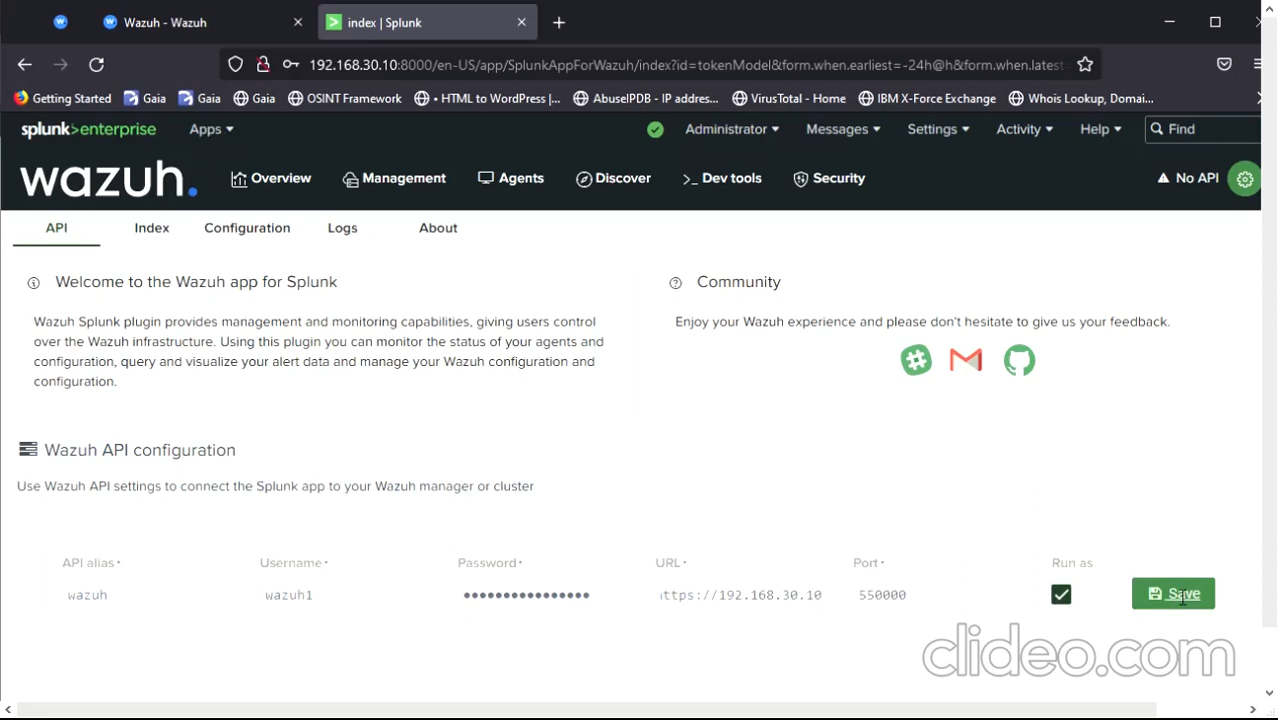 Wazuh - Wazuh
index | Splunk
192.168.30.10:8000/en-US/app/SplunkAppForWazuh/index?id=tokenModel&form.when.earliest=-24h@h&form.when.latest=
Getting Started
Gaia
Gaia
Gaia
OSINT Framework
• HTML to WordPress |...
AbuseIPDB - IP addres...
VirusTotal - Home
IBM X-Force Exchange
Whois Lookup, Domai...
splunk>enterprise
Apps
Administrator
Messages
Settings
Activity
Help
Find
wazuh.
Overview
Management
Agents
Discover
Dev tools
Security
No API
API
Index
Configuration
Logs
About
Welcome to the Wazuh app for Splunk
Wazuh Splunk plugin provides management and monitoring capabilities, giving users control
over the Wazuh infrastructure. Using this plugin you can monitor the status of your agents and
configuration, query and visualize your alert data and manage your Wazuh configuration and
configuration.
Community
Enjoy your Wazuh experience and please don't hesitate to give us your feedback.
Wazuh API configuration
Use Wazuh API settings to connect the Splunk app to your Wazuh manager or cluster
API alias• Username• Password• URL• Port• Run as
wazuh wazuh1 •••••••••••••••• ttps://192.168.30.10 550000 Save
clideo.com